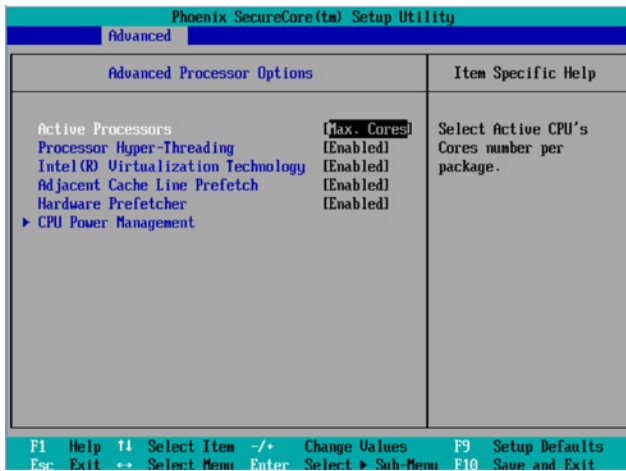 Phoenix SecureCore(tm) Setup Utility
Advanced
Advanced Processor Options
Item Specific Help
Active Processors [Max. Cores]
Processor Hyper-Threading [Enabled]
Intel(R) Virtualization Technology [Enabled]
Adjacent Cache Line Prefetch [Enabled]
Hardware Prefetcher [Enabled]
▶ CPU Power Management
Select Active CPU's
Cores number per
package.
F1 Help ↑↓ Select Item -/+ Change Values F9 Setup Defaults
Esc Exit ↔ Select Menu Enter Select ▶ Sub-Menu F10 Save and Exit